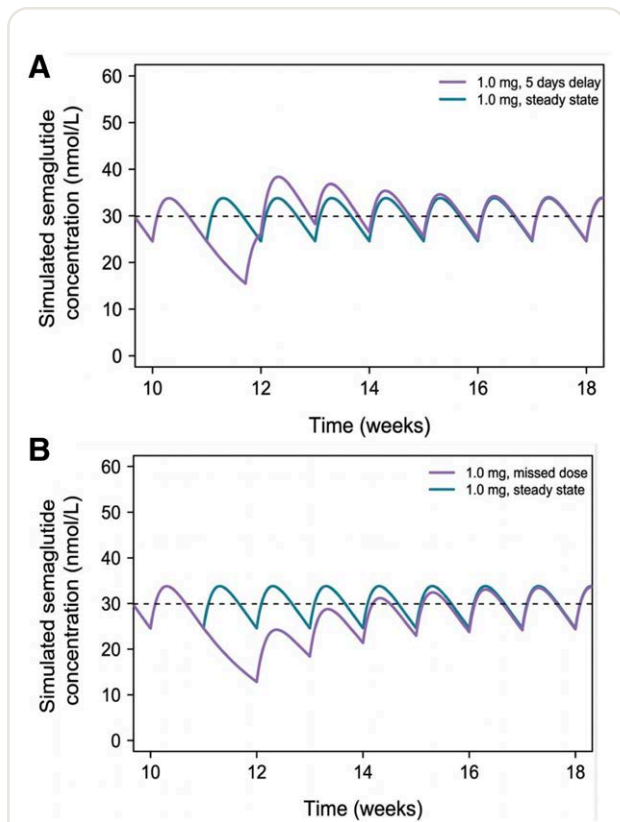 A
Simulated semaglutide
concentration (nmol/L)
60
50
40
30
20
10
0
1.0 mg, 5 days delay
1.0 mg, steady state
10
12
14
16
18
Time (weeks)
B
Simulated semaglutide
concentration (nmol/L)
60
50
40
30
20
10
0
1.0 mg, missed dose
1.0 mg, steady state
10
12
14
16
18
Time (weeks)